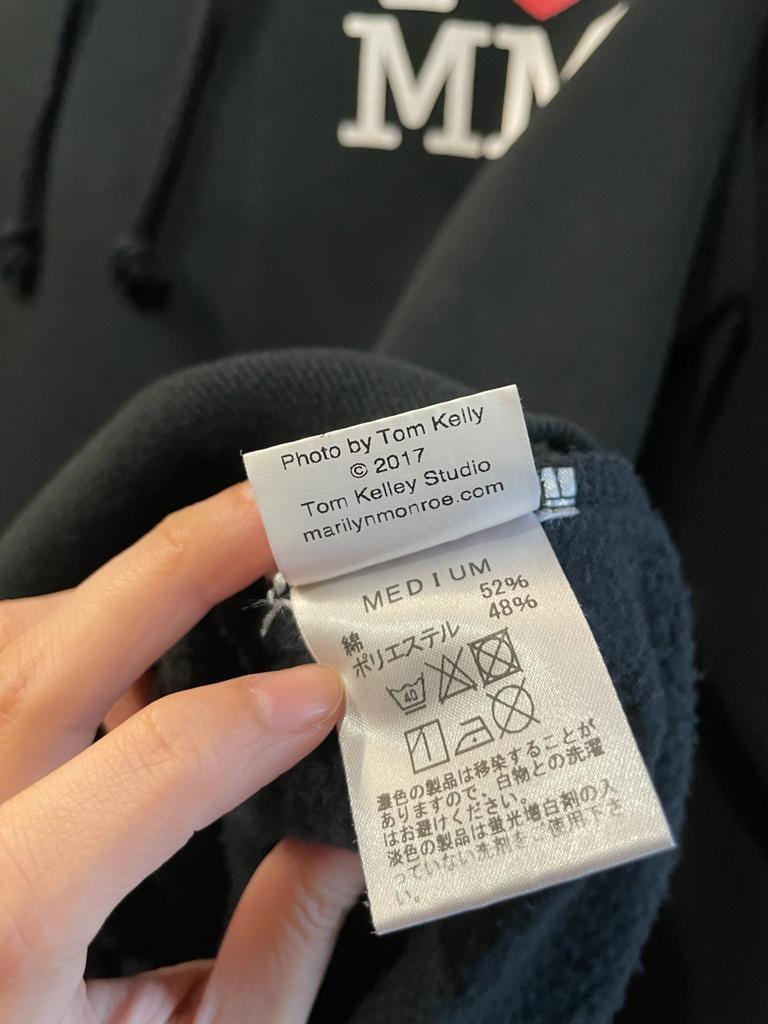 MM
Photo by Tom Kelly
© 2017
Tom Kelley Studio
marilynmonroe.com
MEDIUM
綿 52%
ポリエステル 48%
40
濃色の製品は移染することが
ありますので、白物との洗濯
はお避けください。
淡色の製品は蛍光増白剤の入
っていない洗剤をご使用下さ
い。